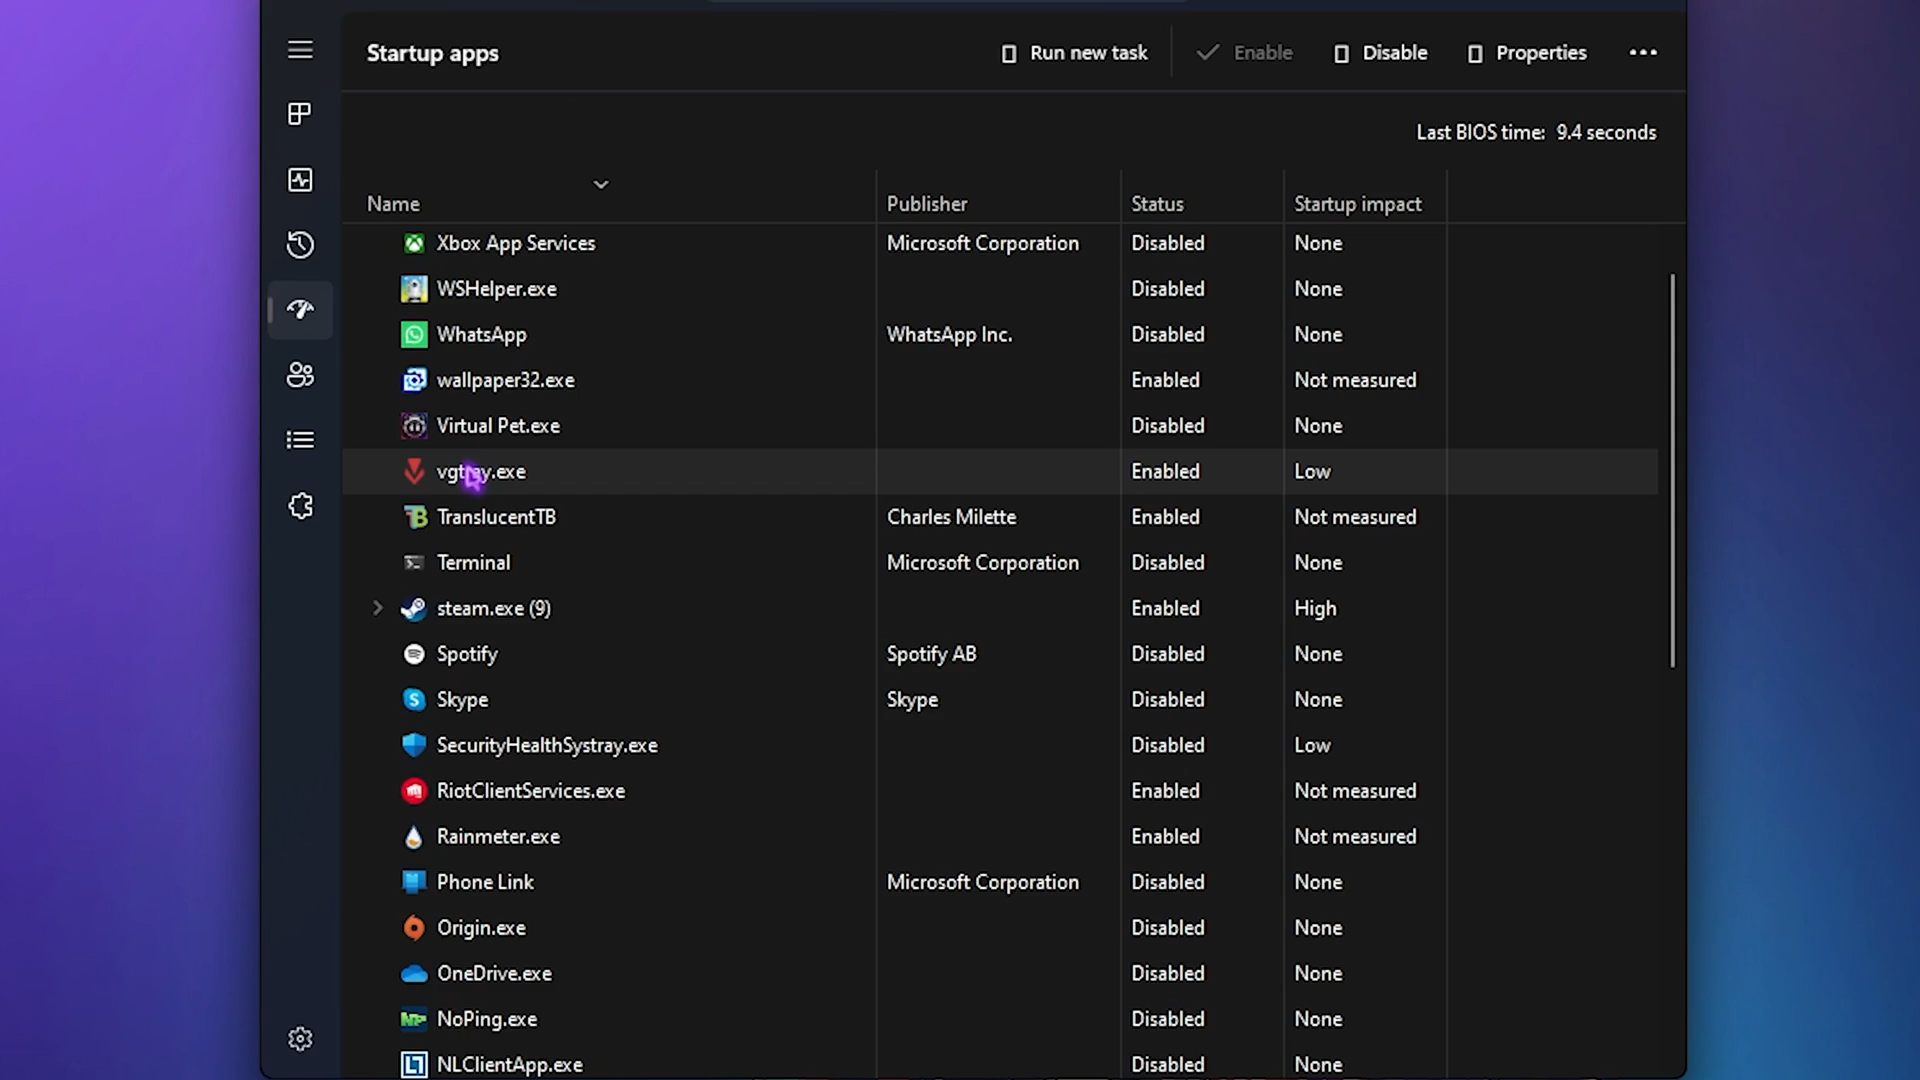 Startup apps
Run new task
Enable
Disable
Properties
Last BIOS time: 9.4 seconds
Name Publisher Status Startup impact
Xbox App Services Microsoft Corporation Disabled None
WSHelper.exe Disabled None
WhatsApp WhatsApp Inc. Disabled None
wallpaper32.exe Enabled Not measured
Virtual Pet.exe Disabled None
vgtray.exe Enabled Low
TranslucentTB Charles Milette Enabled Not measured
Terminal Microsoft Corporation Disabled None
steam.exe (9) Enabled High
Spotify Spotify AB Disabled None
Skype Skype Disabled None
SecurityHealthSystray.exe Disabled Low
RiotClientServices.exe Enabled Not measured
Rainmeter.exe Enabled Not measured
Phone Link Microsoft Corporation Disabled None
Origin.exe Disabled None
OneDrive.exe Disabled None
NoPing.exe Disabled None
NLClientApp.exe Disabled None